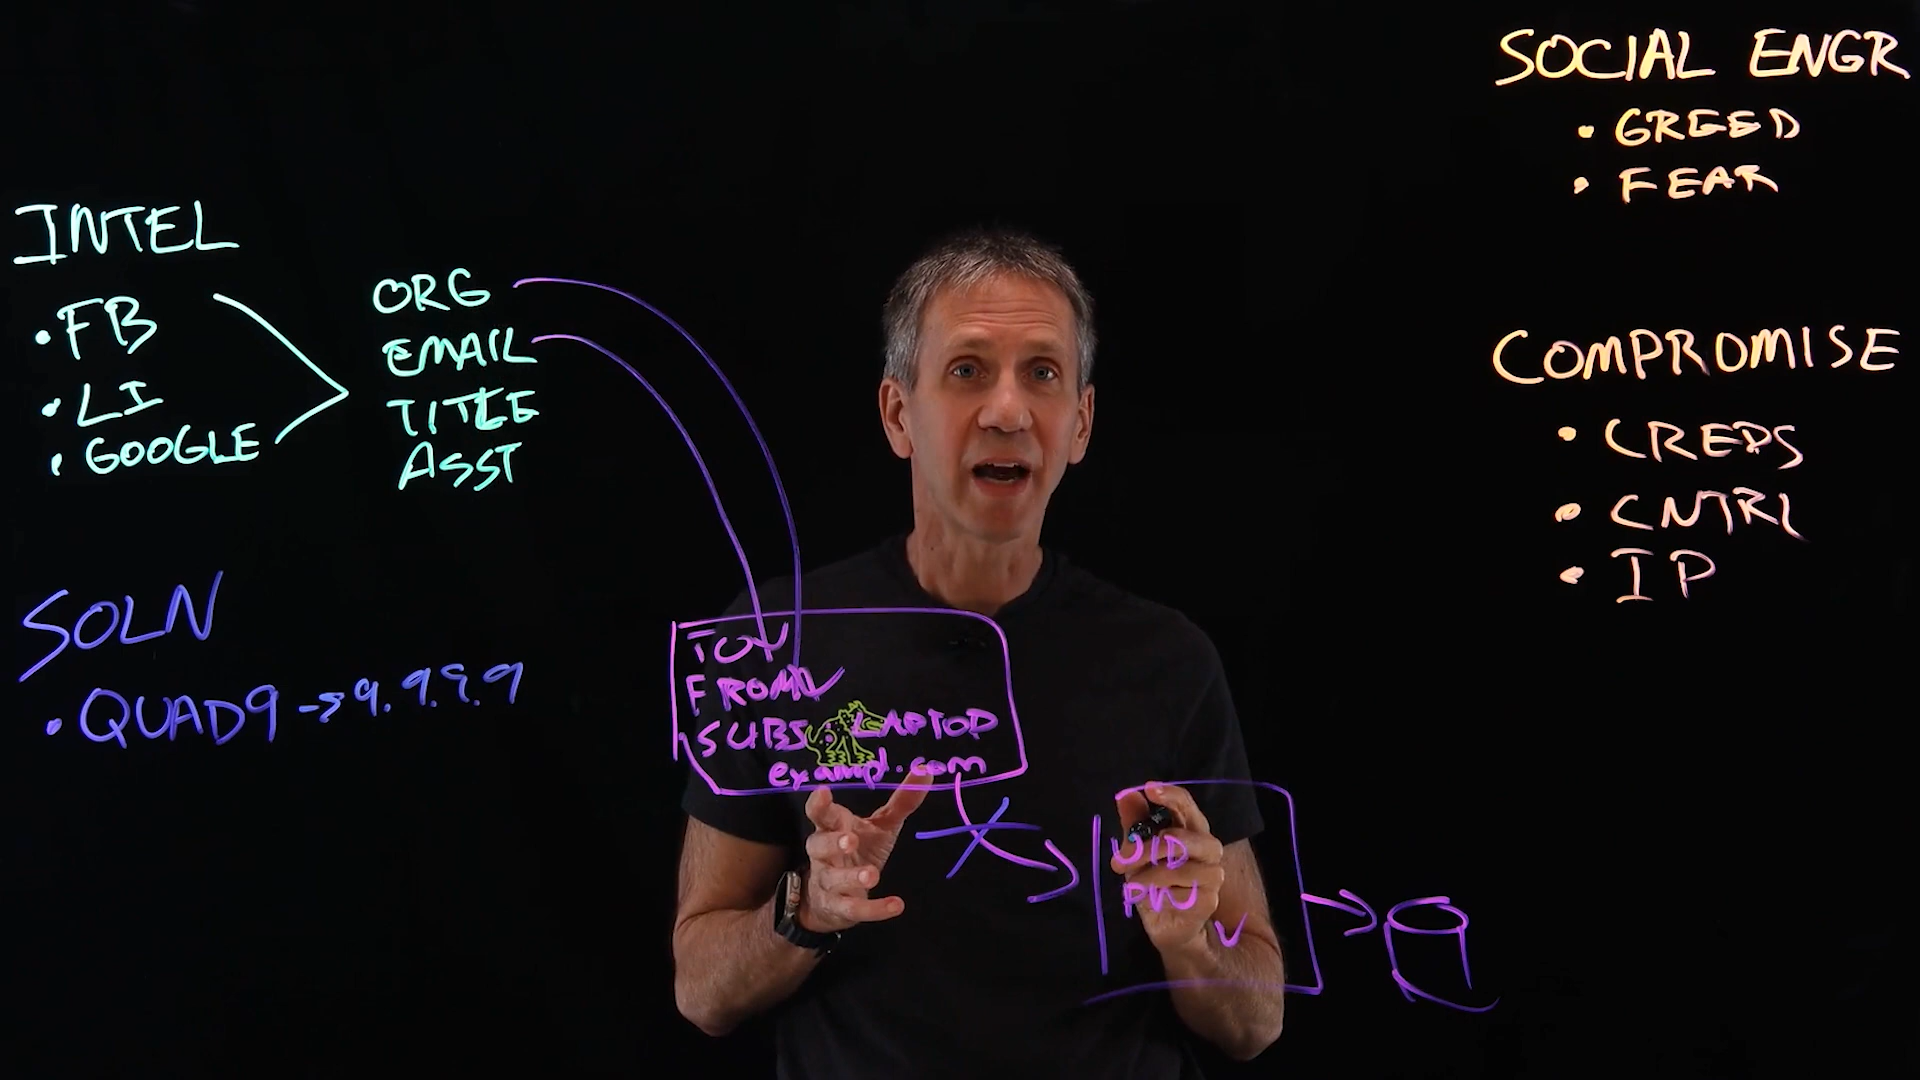 INTEL
• FB
• LI
• GOOGLE
ORG
EMAIL
TITLE
ASST
SOLN
• QUAD9 -> 9.9.9.9
TO ✓
FROM ✓
SUBJ: LAPTOP
exampl.com
UID
PW
✓
SOCIAL ENGR
• GREED
• FEAR
COMPROMISE
• CREDS
• CNTRL
• IP